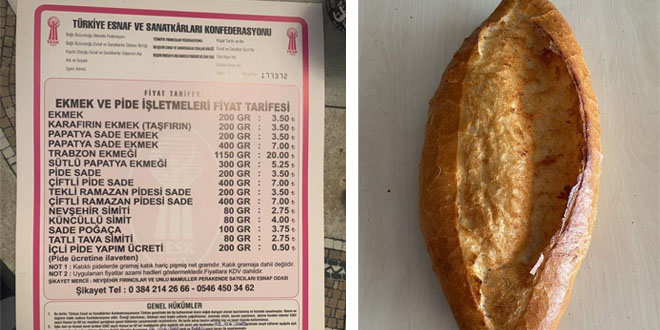 TÜRKİYE ESNAF VE SANATKÂRLARI KONFEDERASYONU
FİYAT TARİFESİ
EKMEK VE PİDE İŞLETMELERİ FİYAT TARİFESİ
EKMEK 200 GR : 3.50 ₺
KARAFIRIN EKMEK (TAŞFIRIN) 200 GR : 3.50 ₺
PAPATYA SADE EKMEK 200 GR : 3.50 ₺
PAPATYA SADE EKMEK 400 GR : 7.00 ₺
TRABZON EKMEĞİ 1150 GR : 20.00 ₺
SÜTLÜ PAPATYA EKMEĞİ 300 GR : 5.25 ₺
PİDE SADE 200 GR : 3.50 ₺
ÇİFTLİ PİDE SADE 400 GR : 7.00 ₺
TEKLİ RAMAZAN PİDESİ SADE 200 GR : 3.50 ₺
ÇİFTLİ RAMAZAN PİDESİ SADE 400 GR : 7.00 ₺
NEVŞEHİR SİMİTİ 80 GR : 2.75 ₺
KÜNCÜLLÜ SİMİT 80 GR : 4.00 ₺
SADE POĞAÇA 100 GR : 3.75 ₺
TATLI TAVA SİMİTİ 80 GR : 2.75 ₺
İÇLİ PİDE YAPIM ÜCRETİ 200 GR : 0.50 ₺
(Pide ücretine ilaveten)
NOT 1 : Katıklı pidelerde gramaj katık hariç pişmiş net gramdır. Katık gramaja dahil değildir.
NOT 2 : Uygulanan fiyatlar azami hadleri göstermektedir.Fiyatlara KDV dahildir.
ŞİKAYET MERCİ : NEVŞEHİR FIRINCILAR VE UNLU MAMULLER PERAKENDE SATICILARI ESNAF ODASI
Şikayet Tel : 0 384 214 26 66 - 0546 450 34 62
GENEL HÜKÜMLER